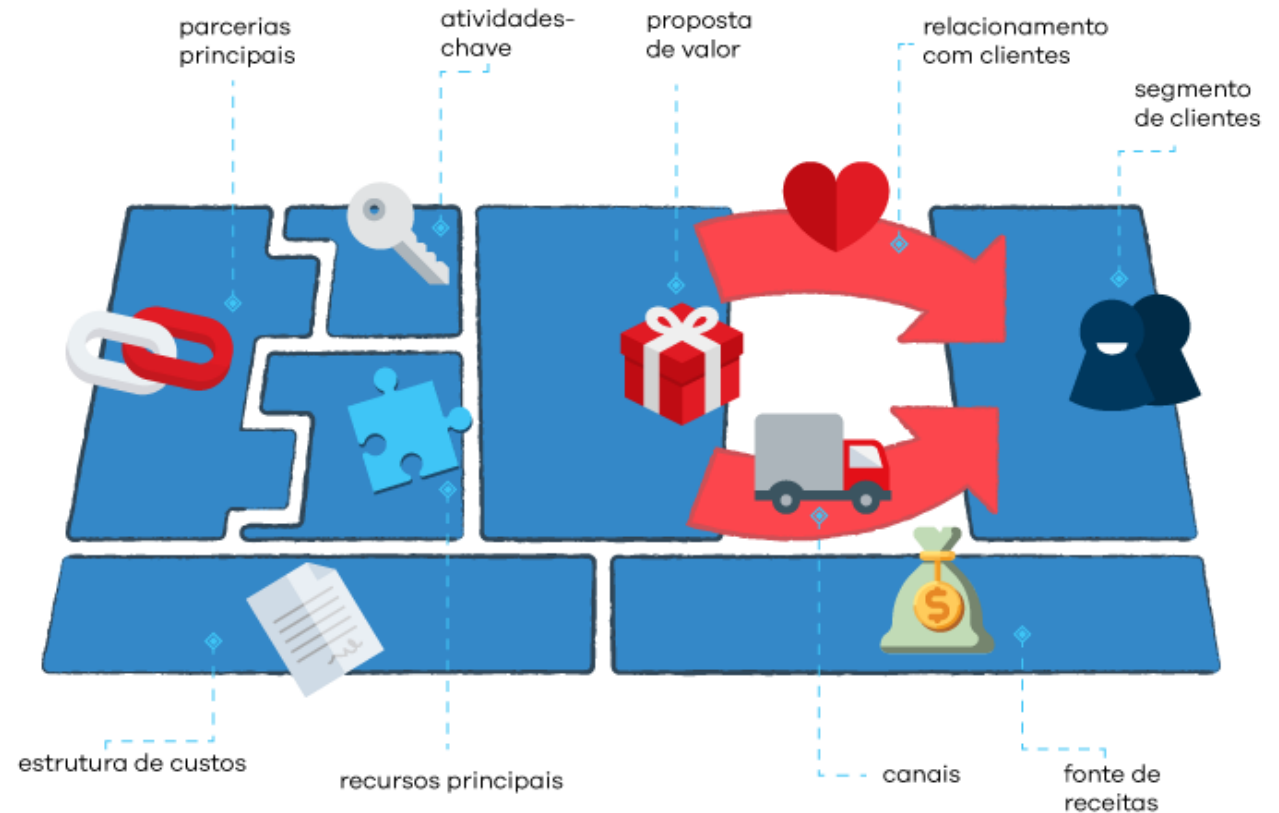 parcerias
principais
atividades-
chave
proposta
de valor
relacionamento
com clientes
segmento
de clientes
$
estrutura de custos
recursos principais
canais
fonte de
receitas